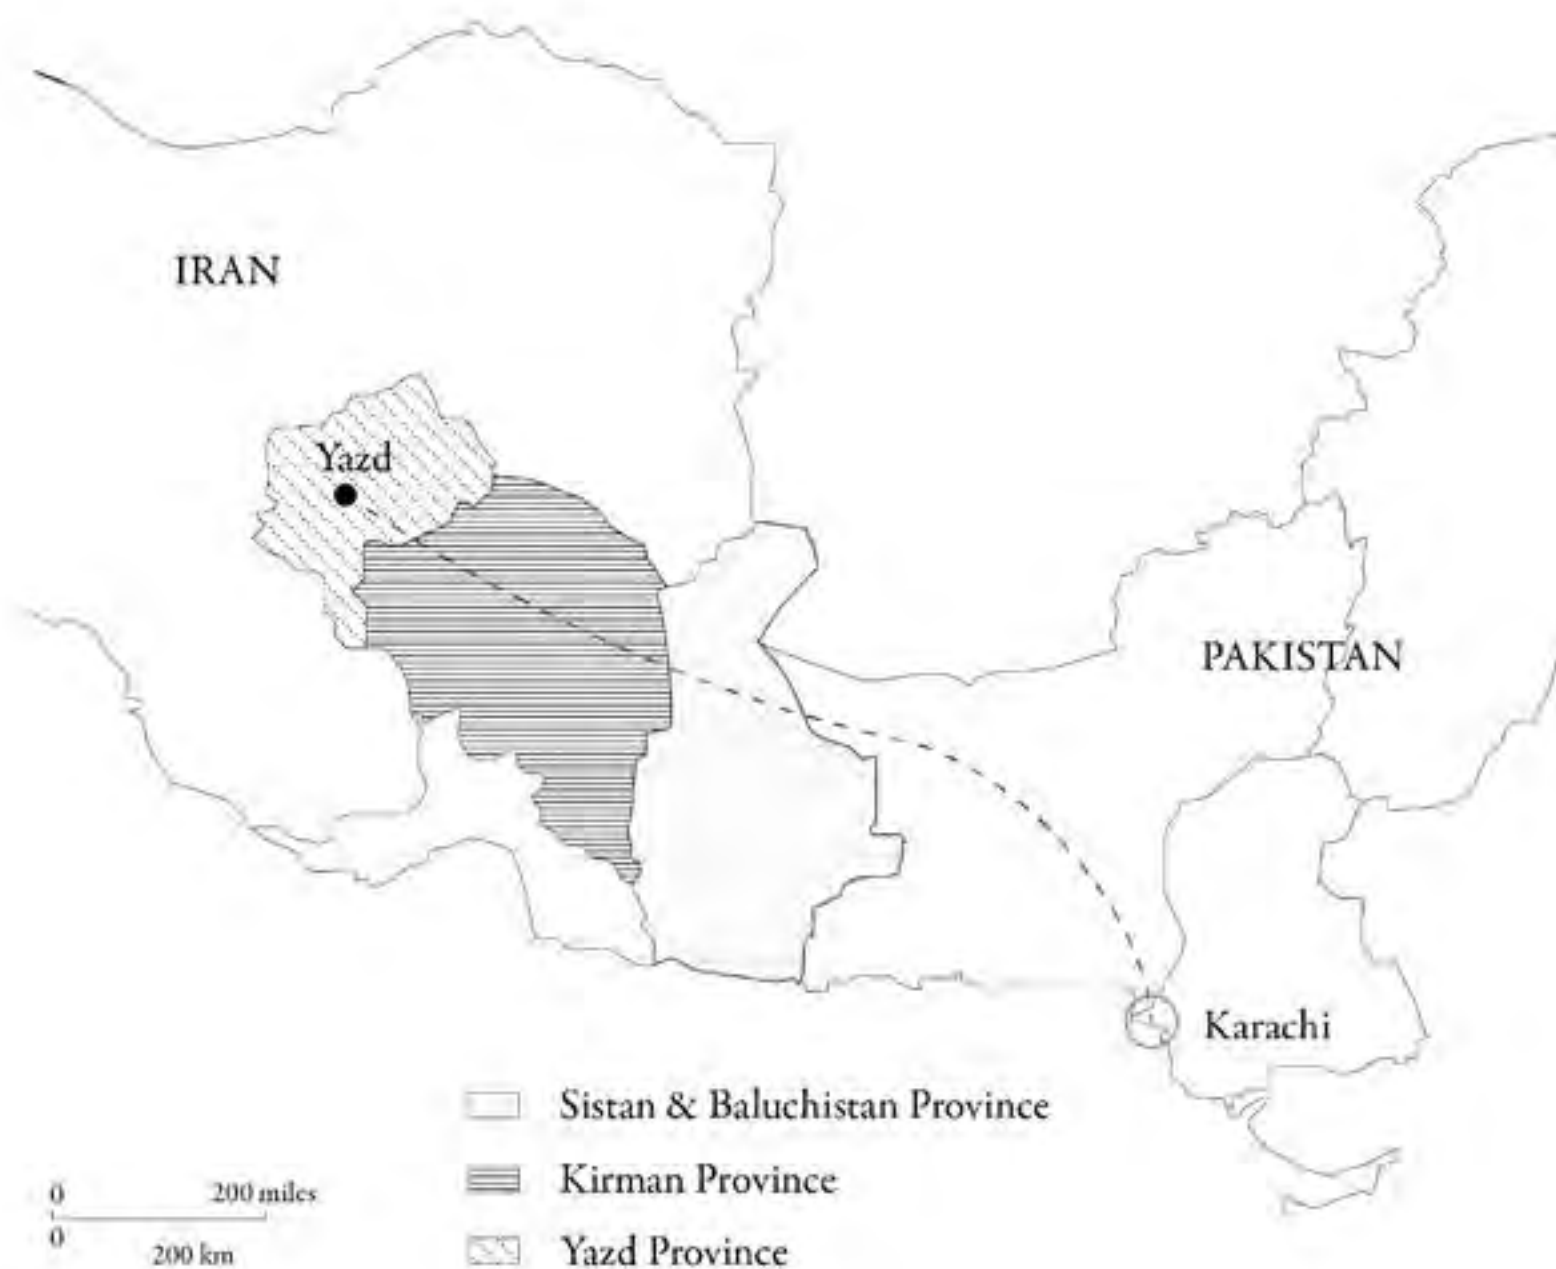 IRAN
Yazd
PAKISTAN
Karachi
Sistan & Baluchistan Province
Kirman Province
Yazd Province
0 200 miles
0
200 km